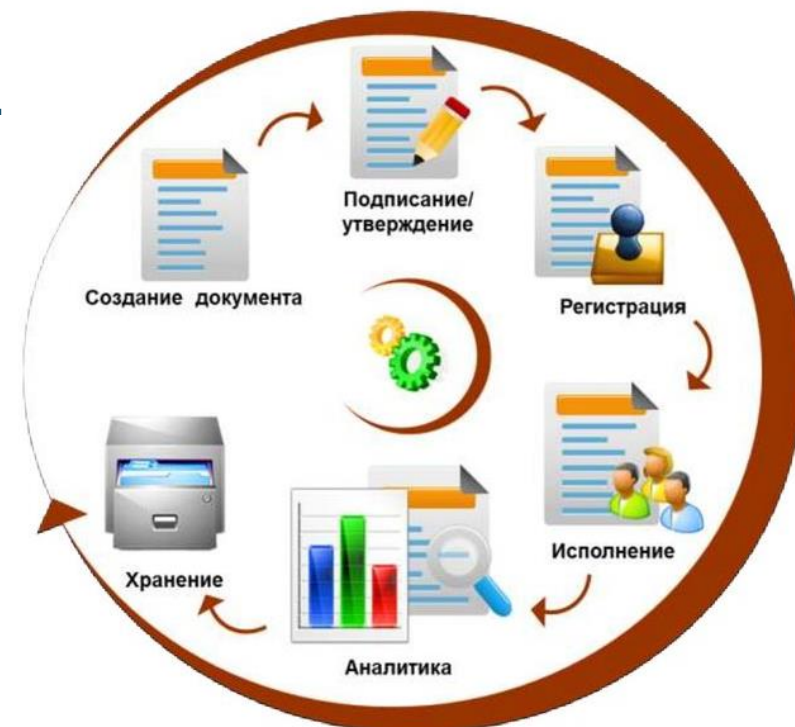 Создание документа
Подписание/
утверждение
Регистрация
Исполнение
Аналитика
Хранение